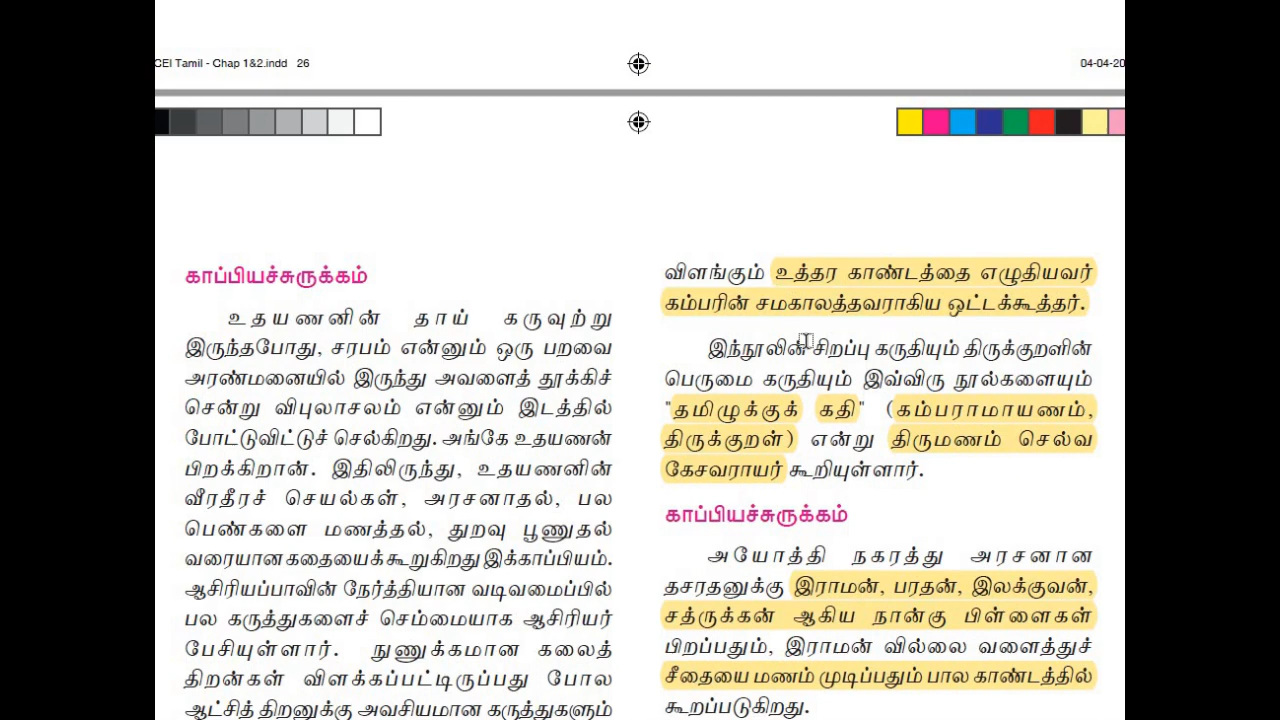 CEI Tamil - Chap 1&2.indd 26
04-04-20
காப்பியச்சுருக்கம்
உதயணனின் தாய் கருவுற்று
இருந்தபோது, சரபம் என்னும் ஒரு பறவை
அரண்மனையில் இருந்து அவளைத் தூக்கிச்
சென்று விபுலாசலம் என்னும் இடத்தில்
போட்டுவிட்டுச் செல்கிறது. அங்கே உதயணன்
பிறக்கிறான். இதிலிருந்து, உதயணனின்
வீரதீரச் செயல்கள், அரசனாதல், பல
பெண்களை மணத்தல், துறவு பூணுதல்
வரையான கதையைக் கூறுகிறது இக்காப்பியம்.
ஆசிரியப்பாவின் நேர்த்தியான வடிவமைப்பில்
பல கருத்துகளைச் செம்மையாக ஆசிரியர்
பேசியுள்ளார். நுணுக்கமான கலைத்
திறன்கள் விளக்கப்பட்டிருப்பது போல
ஆட்சித் திறனுக்கு அவசியமான கருத்துகளும்
விளங்கும் உத்தர காண்டத்தை எழுதியவர்
கம்பரின் சமகாலத்தவராகிய ஒட்டக்கூத்தர்.
இந்நூலின் சிறப்பு கருதியும் திருக்குறளின்
பெருமை கருதியும் இவ்விரு நூல்களையும்
"தமிழுக்குக் கதி" (கம்பராமாயணம்,
திருக்குறள்) என்று திருமணம் செல்வ
கேசவராயர் கூறியுள்ளார்.
காப்பியச்சுருக்கம்
அயோத்தி நகரத்து அரசனான
தசரதனுக்கு இராமன், பரதன், இலக்குவன்,
சத்ருக்கன் ஆகிய நான்கு பிள்ளைகள்
பிறப்பதும், இராமன் வில்லை வளைத்துச்
சீதையை மணம் முடிப்பதும் பால காண்டத்தில்
கூறப்படுகிறது.